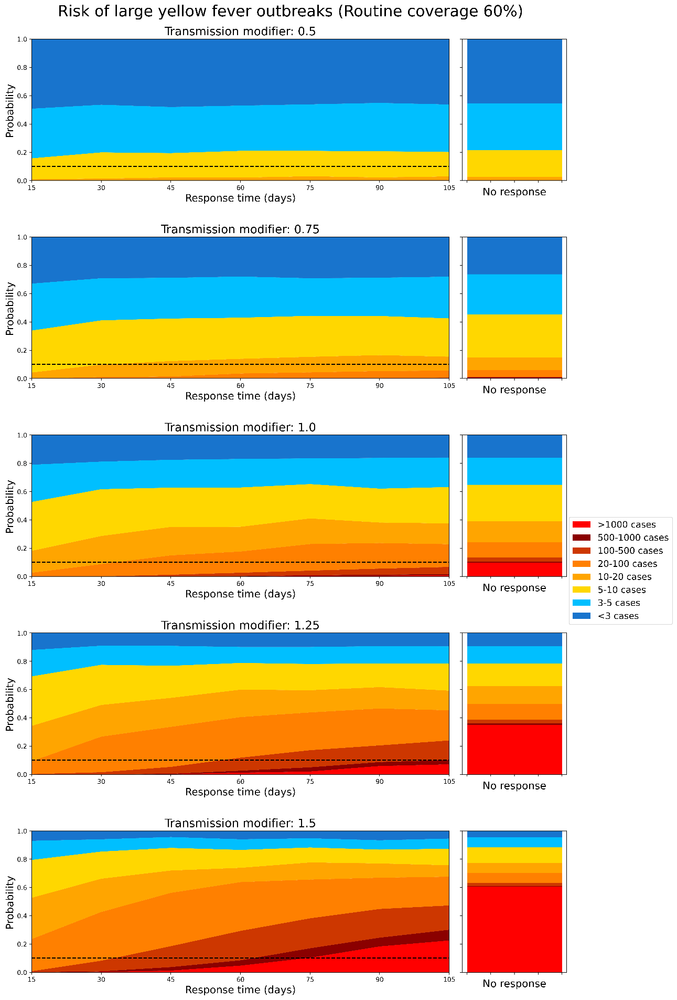 Risk of large yellow fever outbreaks (Routine coverage 60%)
Transmission modifier: 0.5
1.0
0.8
0.6
0.4
0.2
0.0
Probability
15 30 45 60 75 90 105
Response time (days)
No response
Transmission modifier: 0.75
1.0
0.8
0.6
0.4
0.2
0.0
Probability
15 30 45 60 75 90 105
Response time (days)
No response
Transmission modifier: 1.0
1.0
0.8
0.6
0.4
0.2
0.0
Probability
15 30 45 60 75 90 105
Response time (days)
No response
>1000 cases
500-1000 cases
100-500 cases
20-100 cases
10-20 cases
5-10 cases
3-5 cases
<3 cases
Transmission modifier: 1.25
1.0
0.8
0.6
0.4
0.2
0.0
Probability
15 30 45 60 75 90 105
Response time (days)
No response
Transmission modifier: 1.5
1.0
0.8
0.6
0.4
0.2
0.0
Probability
15 30 45 60 75 90 105
Response time (days)
No response